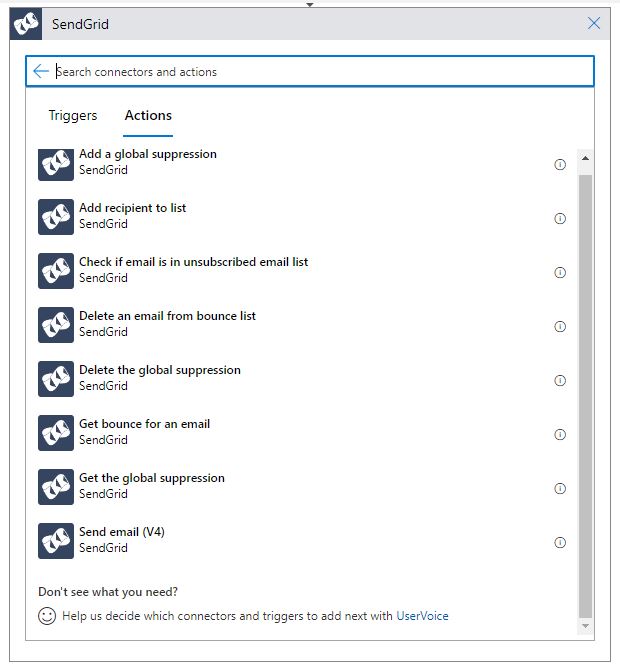 SendGrid
Search connectors and actions
Triggers
Actions
Add a global suppression
SendGrid
Add recipient to list
SendGrid
Check if email is in unsubscribed email list
SendGrid
Delete an email from bounce list
SendGrid
Delete the global suppression
SendGrid
Get bounce for an email
SendGrid
Get the global suppression
SendGrid
Send email (V4)
SendGrid
Don't see what you need?
Help us decide which connectors and triggers to add next with UserVoice